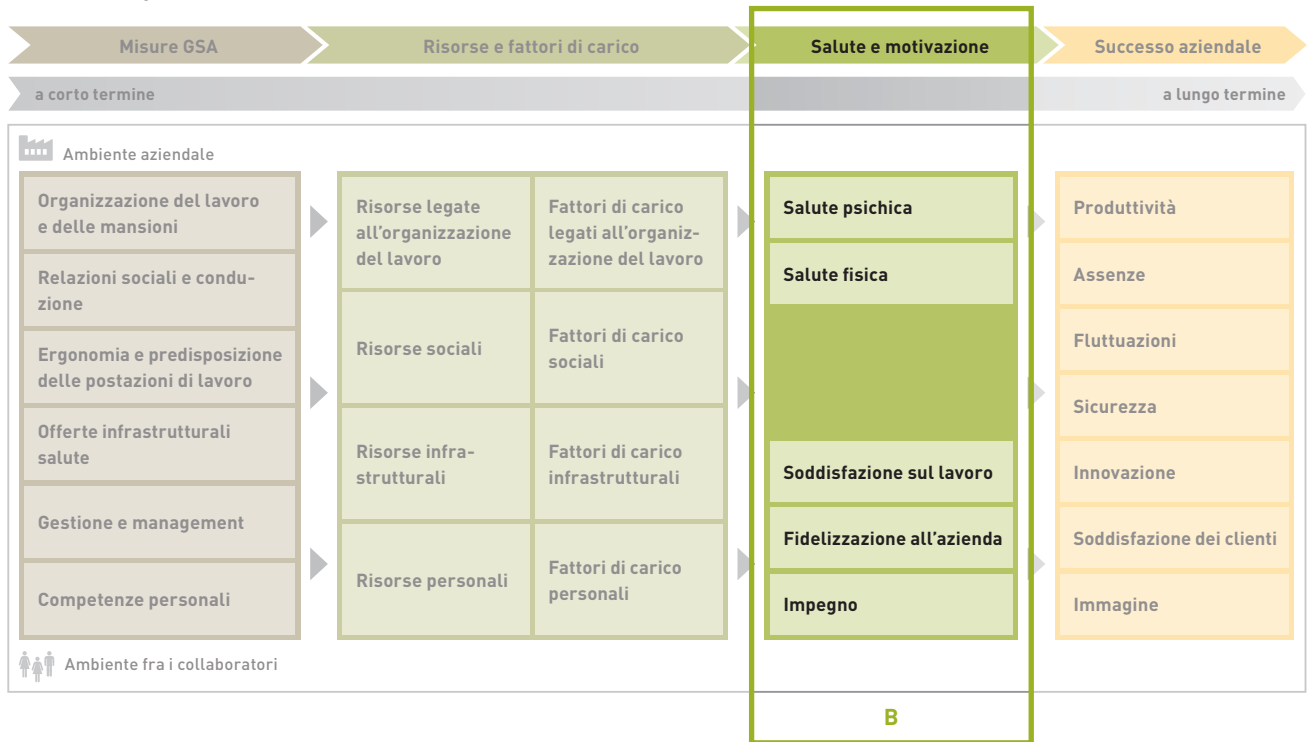 Misure GSA
Risorse e fattori di carico
Salute e motivazione
Successo aziendale
a corto termine
a lungo termine
Ambiente aziendale
Organizzazione del lavoro
e delle mansioni
Relazioni sociali e condu-
zione
Ergonomia e predisposizione
delle postazioni di lavoro
Offerte infrastrutturali
salute
Gestione e management
Competenze personali
Risorse legate
all'organizzazione
del lavoro
Risorse sociali
Risorse infra-
strutturali
Risorse personali
Fattori di carico
legati all'organiz-
zazione del lavoro
Fattori di carico
sociali
Fattori di carico
infrastrutturali
Fattori di carico
personali
Salute psichica
Salute fisica
Soddisfazione sul lavoro
Fidelizzazione all'azienda
Impegno
Produttività
Assenze
Fluttuazioni
Sicurezza
Innovazione
Soddisfazione dei clienti
Immagine
Ambiente fra i collaboratori
B